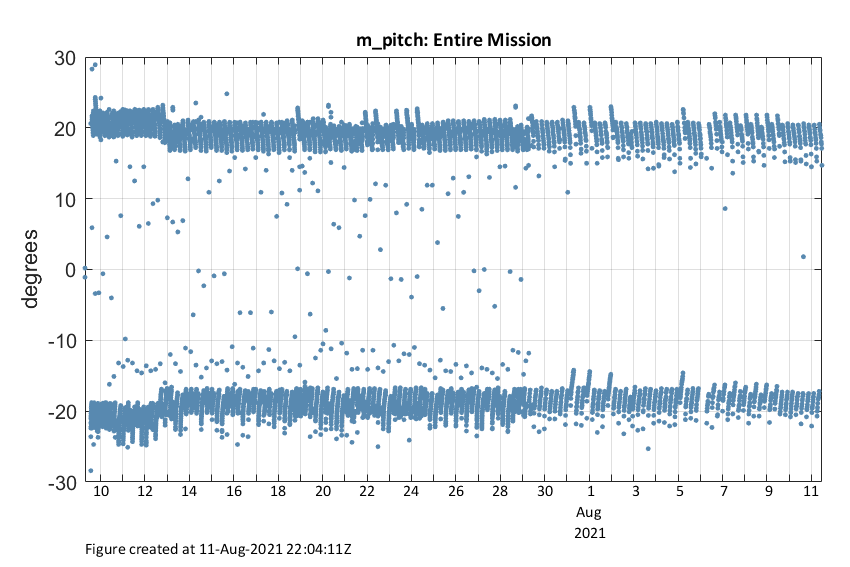 m_pitch: Entire Mission
30
20
10
0
-10
-20
-30
degrees
10 12 14 16 18 20 22 24 26 28 30 1 3 5 7 9 11
Aug
2021
Figure created at 11-Aug-2021 22:04:11Z